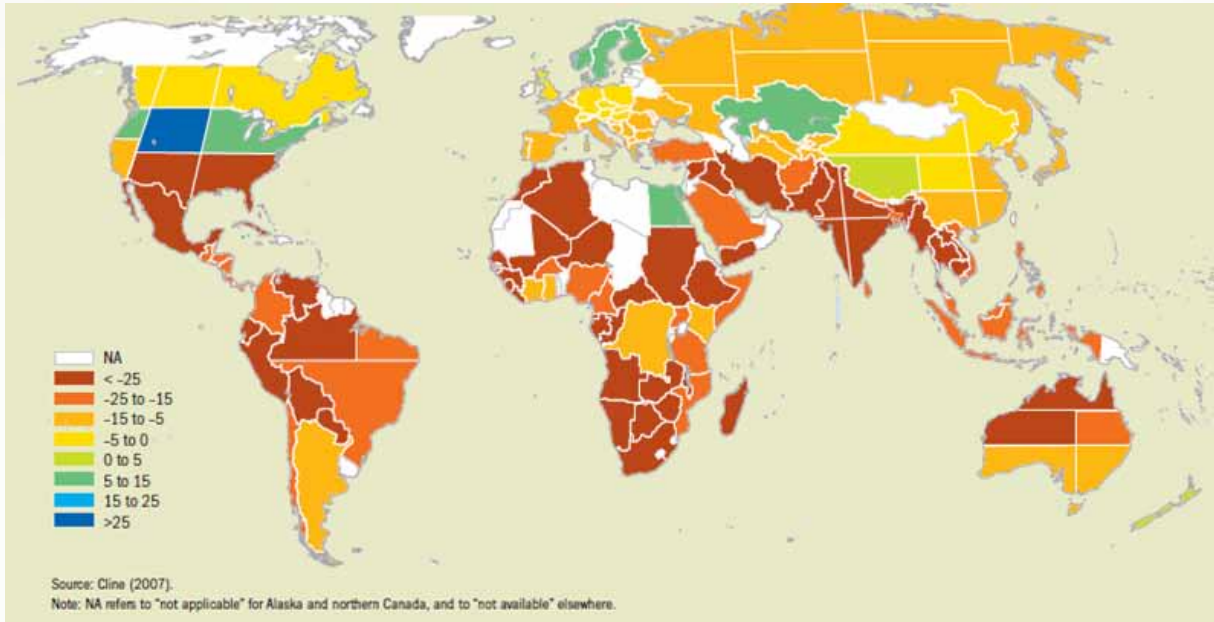 NA
< –25
–25 to –15
–15 to –5
–5 to 0
0 to 5
5 to 15
15 to 25
>25
Source: Cline (2007).
Note: NA refers to "not applicable" for Alaska and northern Canada, and to "not available" elsewhere.